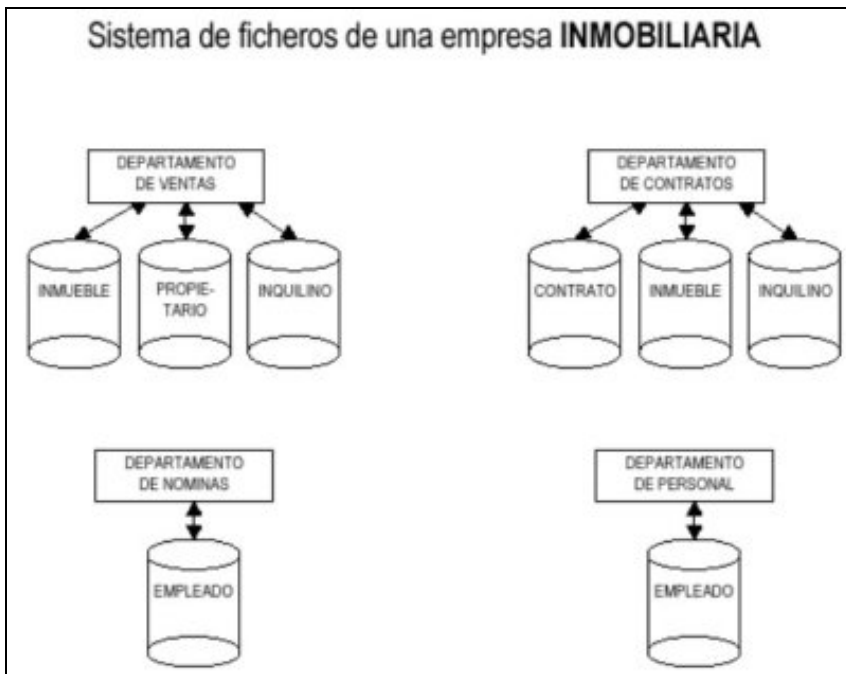 Sistema de ficheros de una empresa INMOBILIARIA
DEPARTAMENTO
DE VENTAS
DEPARTAMENTO
DE CONTRATOS
INMUEBLE
PROPIE-
TARIO
INQUILINO
CONTRATO
INMUEBLE
INQUILINO
DEPARTAMENTO
DE NOMINAS
DEPARTAMENTO
DE PERSONAL
EMPLEADO
EMPLEADO